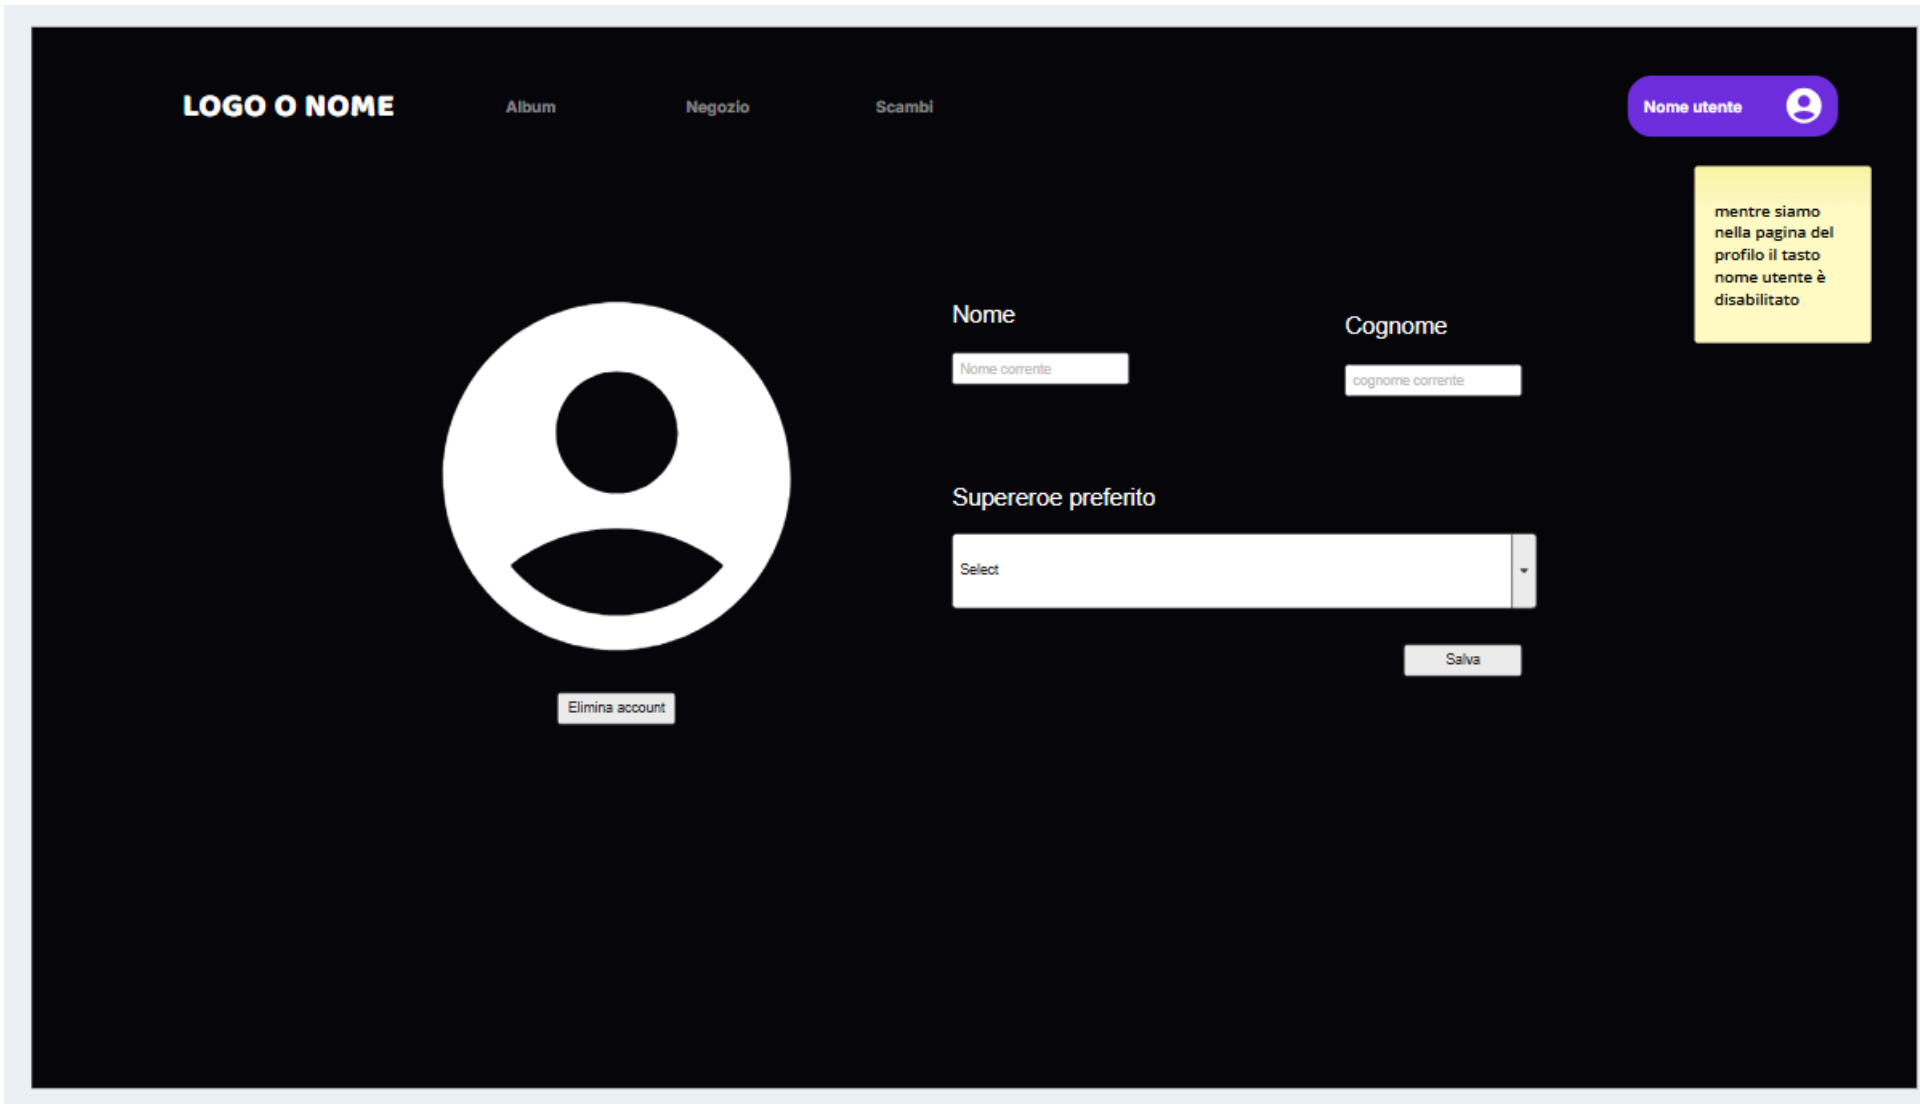 LOGO O NOME
Album
Negozio
Scambi
Nome utente
mentre siamo
nella pagina del
profilo il tasto
nome utente è
disabilitato
Nome
Nome corrente
Cognome
cognome corrente
Supereroe preferito
Select
Salva
Elimina account